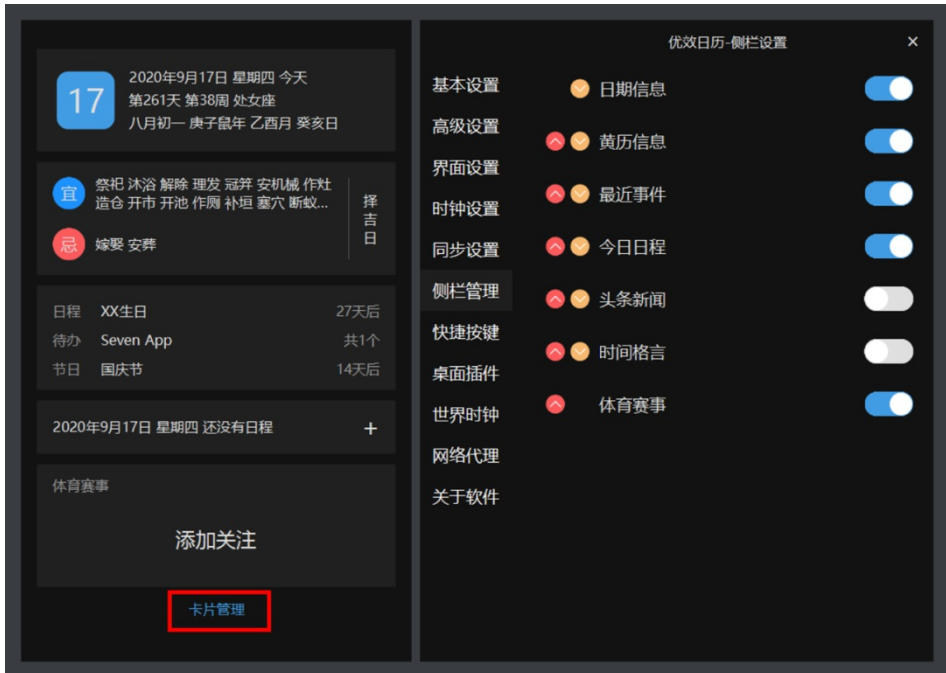 17
2020年9月17日 星期四 今天
第261天 第38周 处女座
八月初一 庚子鼠年 乙酉月 癸亥日
宜
祭祀 沐浴 解除 理发 冠笄 安机械 作灶
造仓 开市 开池 作厕 补垣 塞穴 断蚁...
忌
嫁娶 安葬
择
吉
日
日程 XX生日 27天后
待办 Seven App 共1个
节日 国庆节 14天后
2020年9月17日 星期四 还没有日程 +
体育赛事
添加关注
卡片管理
优效日历-侧栏设置 ×
基本设置
高级设置
界面设置
时钟设置
同步设置
侧栏管理
快捷按键
桌面插件
世界时钟
网络代理
关于软件
日期信息
黄历信息
最近事件
今日日程
头条新闻
时间格言
体育赛事